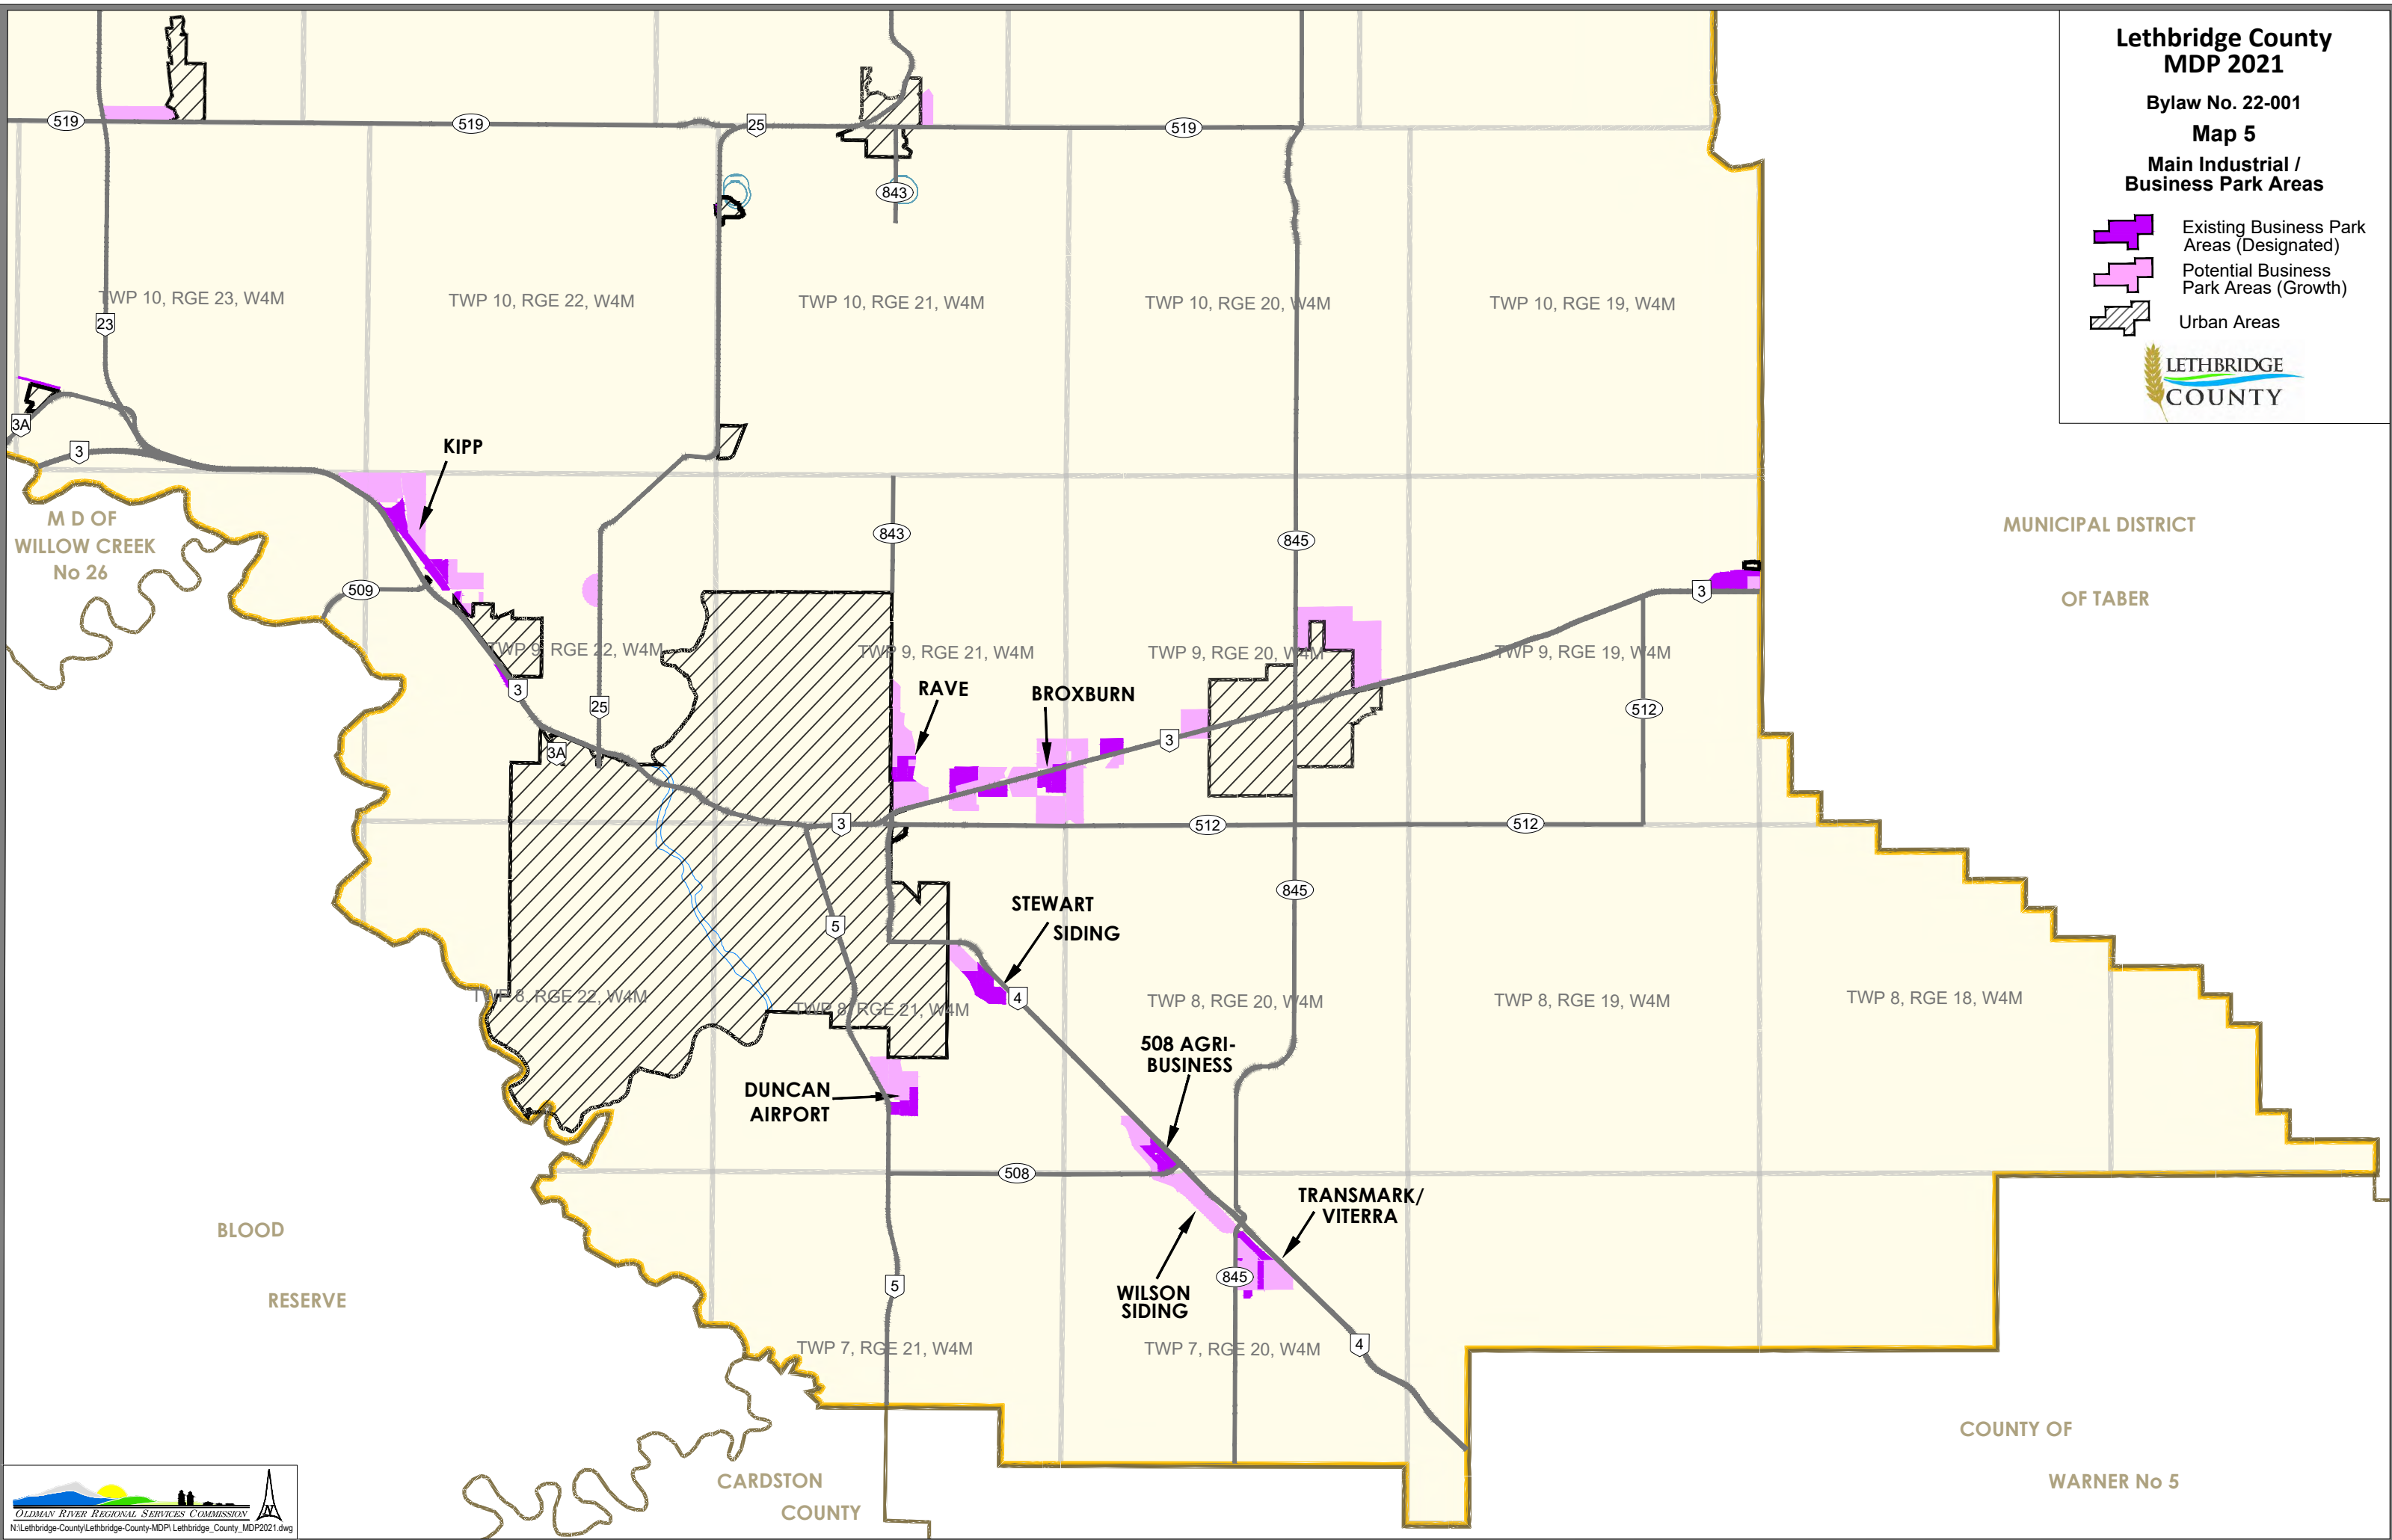 Lethbridge County
MDP 2021
Bylaw No. 22-001
Map 5
Main Industrial /
Business Park Areas
Existing Business Park
Areas (Designated)
Potential Business
Park Areas (Growth)
Urban Areas
LETHBRIDGE
COUNTY
519
519
25
519
843
TWP 10, RGE 23, W4M
TWP 10, RGE 22, W4M
TWP 10, RGE 21, W4M
TWP 10, RGE 20, W4M
TWP 10, RGE 19, W4M
23
3A
3
KIPP
M D OF
WILLOW CREEK
No 26
843
845
MUNICIPAL DISTRICT
OF TABER
509
3
TWP 9, RGE 22, W4M
TWP 9, RGE 21, W4M
TWP 9, RGE 20, W4M
TWP 9, RGE 19, W4M
3
25
RAVE
BROXBURN
512
3A
3
3
512
512
845
STEWART
SIDING
5
4
TWP 8, RGE 22, W4M
TWP 8, RGE 21, W4M
TWP 8, RGE 20, W4M
TWP 8, RGE 19, W4M
TWP 8, RGE 18, W4M
508 AGRI-
BUSINESS
DUNCAN
AIRPORT
508
TRANSMARK/
VITERRA
BLOOD
RESERVE
845
5
WILSON
SIDING
4
TWP 7, RGE 21, W4M
TWP 7, RGE 20, W4M
COUNTY OF
WARNER No 5
CARDSTON
COUNTY
N
OLDMAN RIVER REGIONAL SERVICES COMMISSION
N:\Lethbridge-County\Lethbridge-County-MDP\ Lethbridge_County_MDP2021.dwg